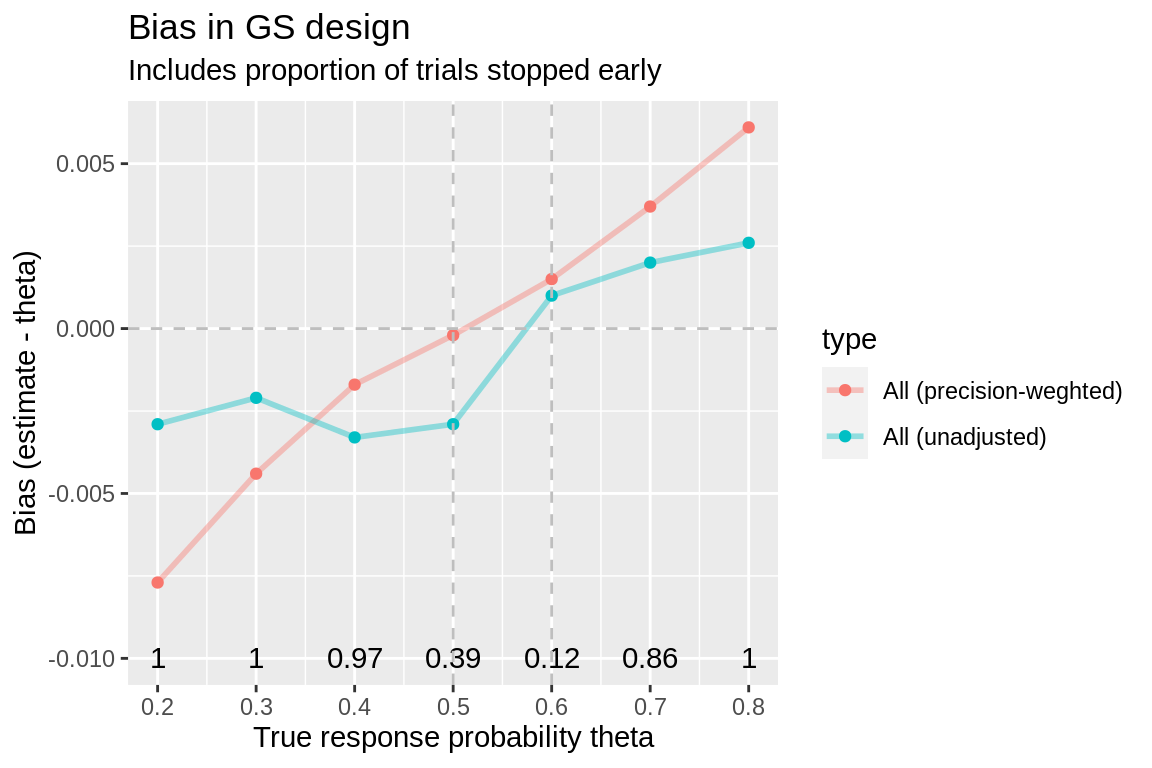 Bias in GS design
Includes proportion of trials stopped early
Bias (estimate - theta)
0.005
0.000
-0.005
-0.010
1 1 0.97 0.39 0.12 0.86 1
0.2 0.3 0.4 0.5 0.6 0.7 0.8
True response probability theta
type
All (precision-weghted)
All (unadjusted)